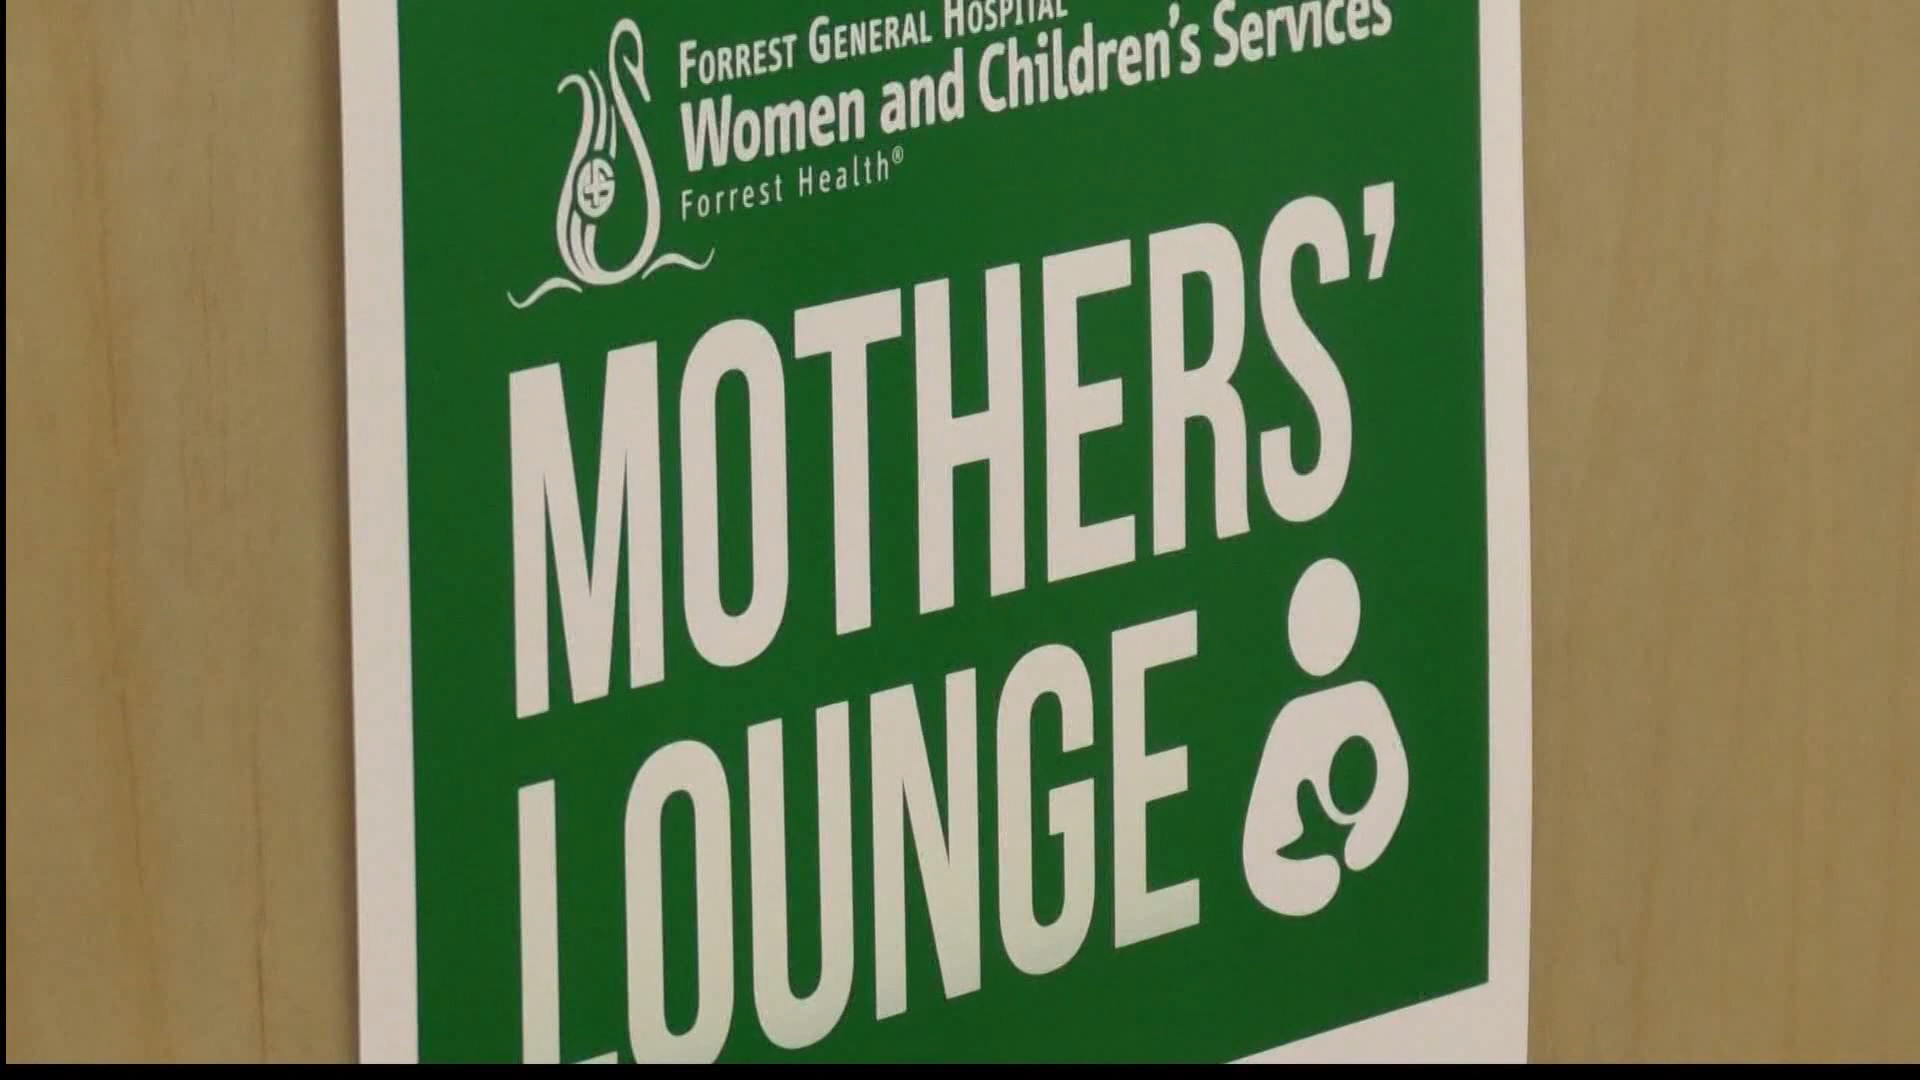 FORREST GENERAL HOSPITAL
Women and Children's Services
Forrest Health®
MOTHERS'
LOUNGE